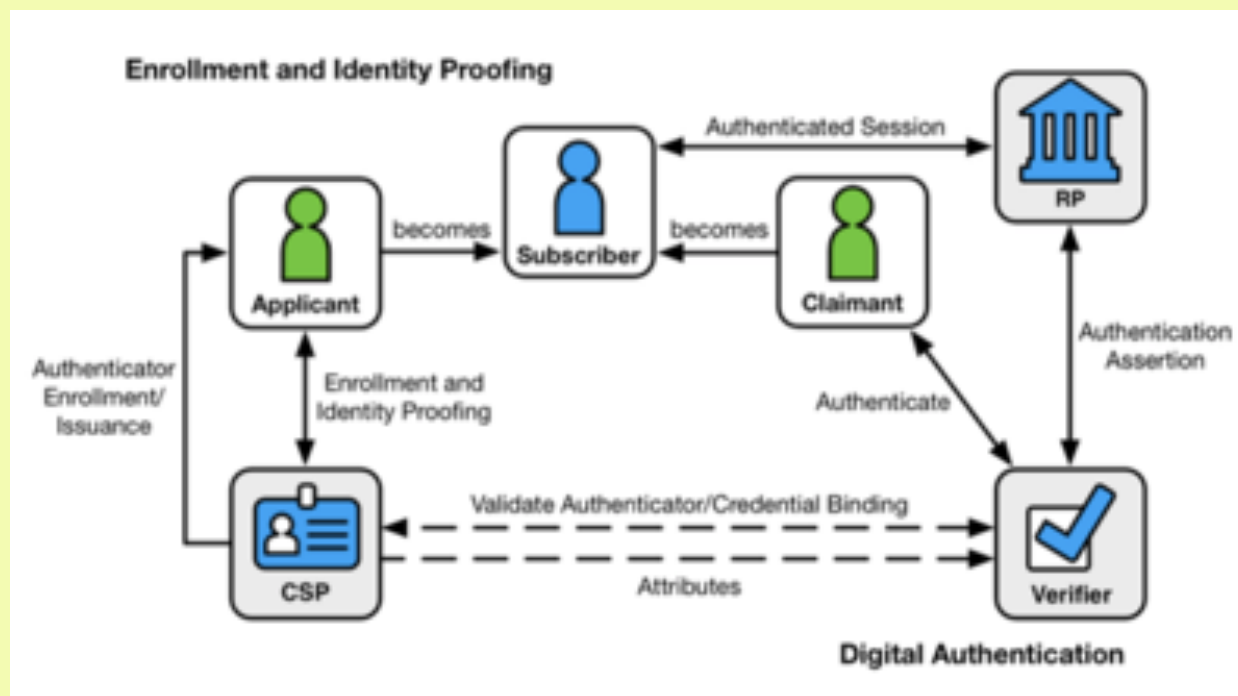 Enrollment and Identity Proofing
Authenticated Session
RP
becomes
becomes
Subscriber
Applicant
Claimant
Authenticator
Enrollment/
Issuance
Enrollment and
Identity Proofing
Authenticate
Authentication
Assertion
Validate Authenticator/Credential Binding
Attributes
CSP
Verifier
Digital Authentication